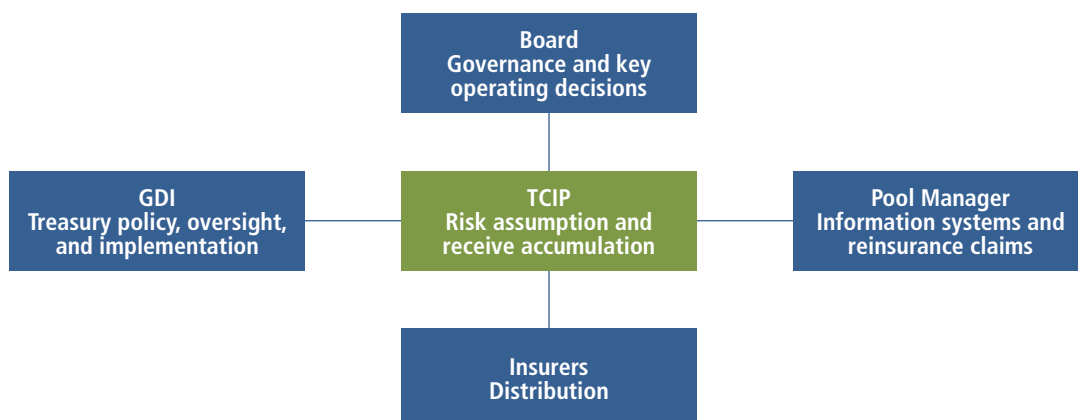 Board
Governance and key
operating decisions
GDI
Treasury policy, oversight,
and implementation
TCIP
Risk assumption and
receive accumulation
Pool Manager
Information systems and
reinsurance claims
Insurers
Distribution